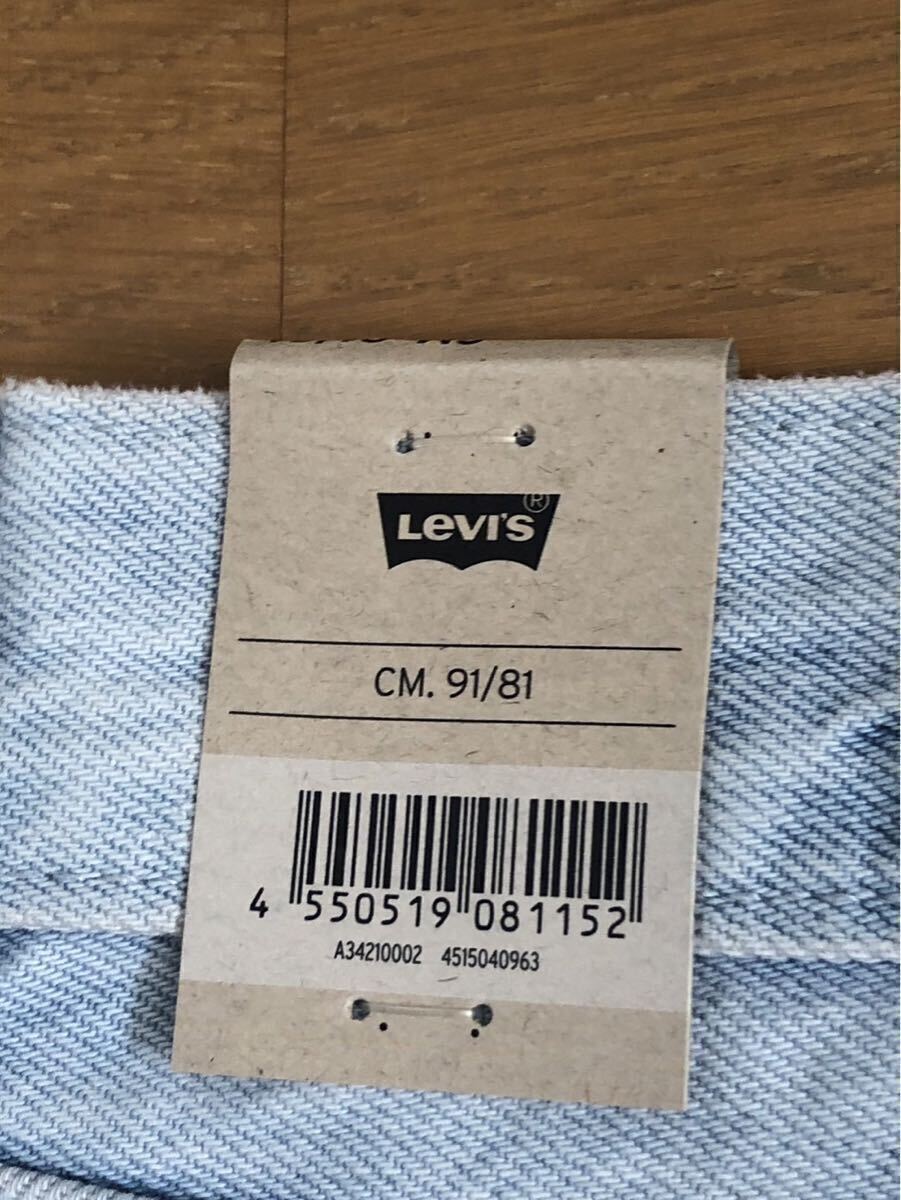 Levi's®
CM. 91/81
4 550519 081152
A34210002 4515040963